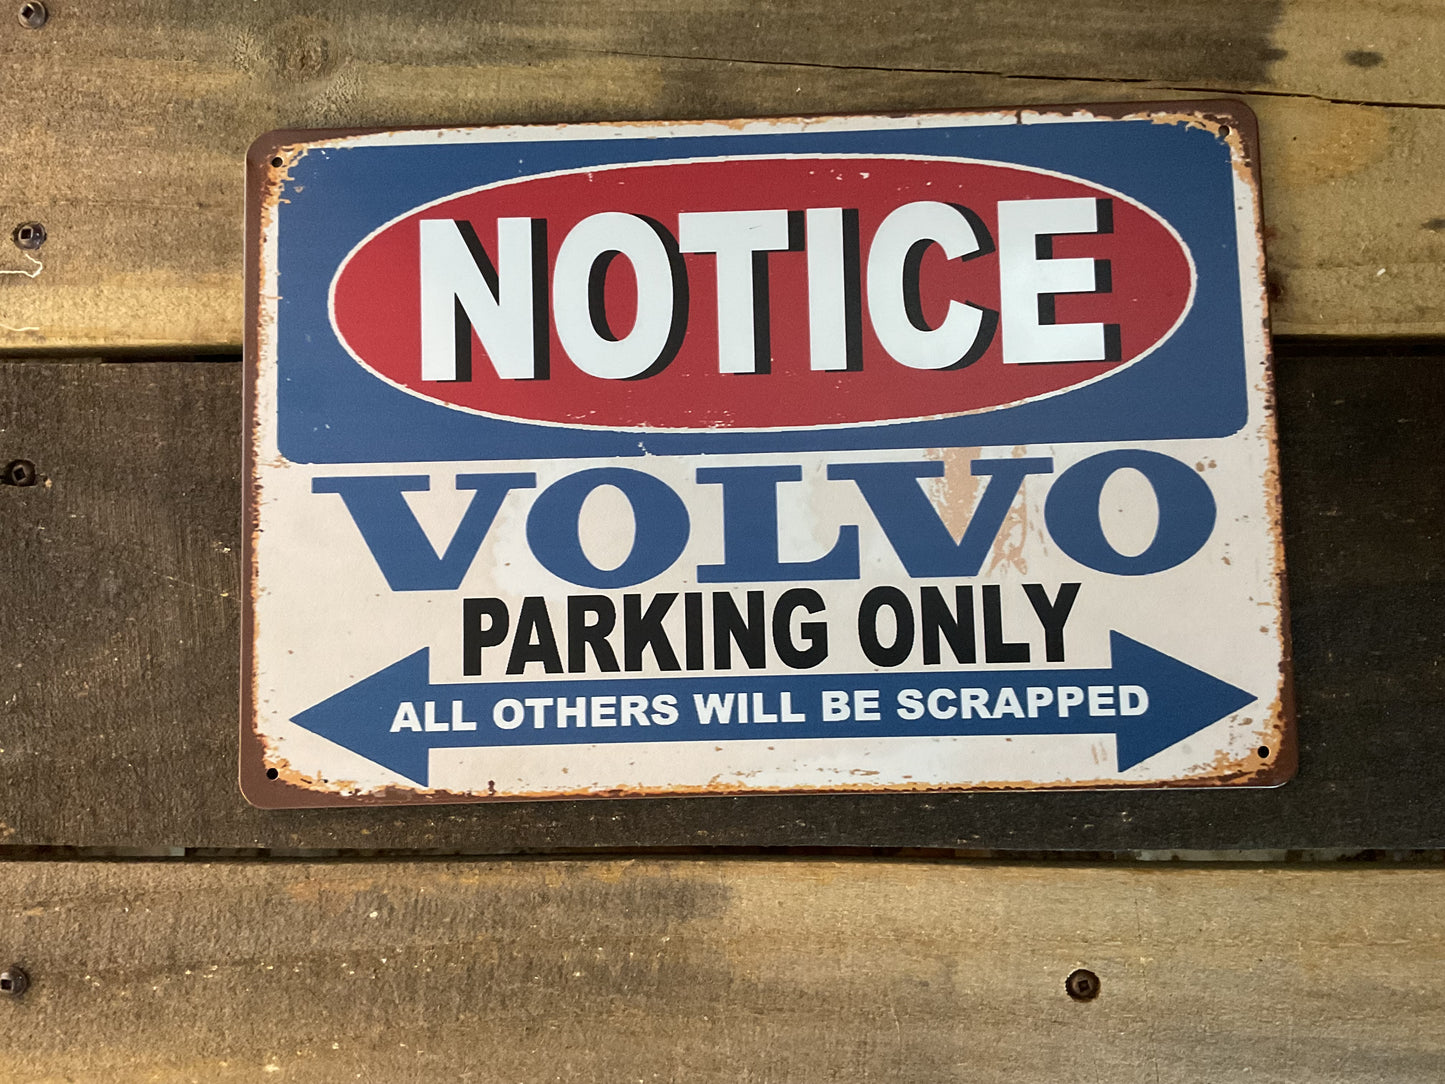 NOTICE
VOLVO
PARKING ONLY
ALL OTHERS WILL BE SCRAPPED